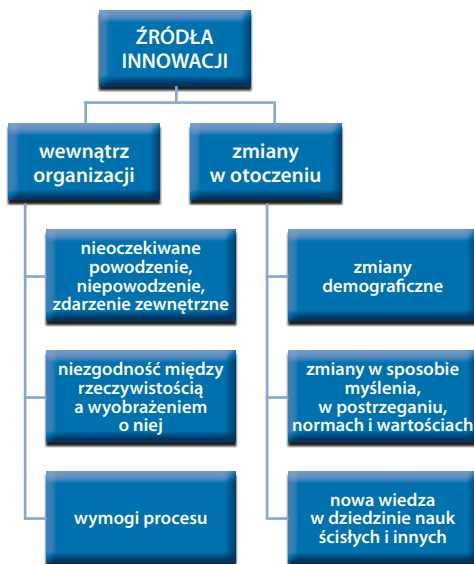 ŹRÓDŁA
INNOWACJI
wewnątrz
organizacji
zmiany
w otoczeniu
nieoczekiwane
powodzenie,
niepowodzenie,
zdarzenie zewnętrzne
zmiany
demograficzne
niezgodność między
rzeczywistością
a wyobrażeniem
o niej
zmiany w sposobie
myślenia,
w postrzeganiu,
normach i wartościach
wymogi procesu
nowa wiedza
w dziedzinie nauk
ścisłych i innych